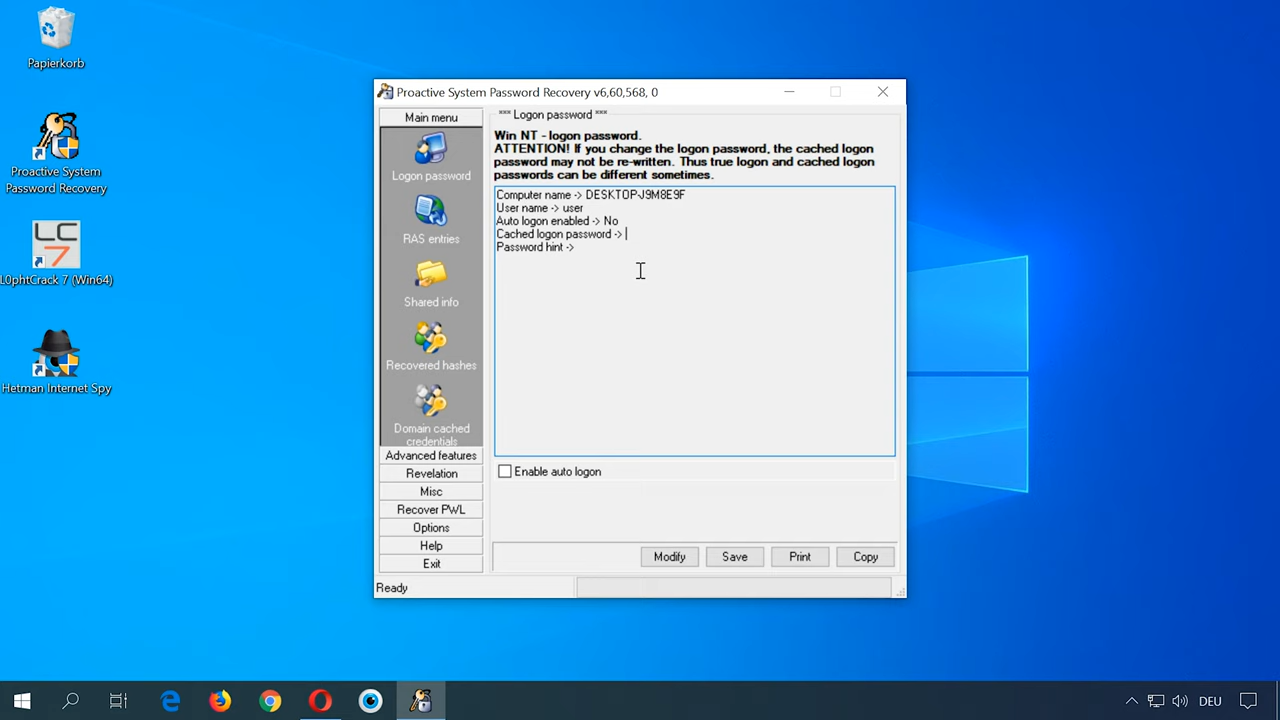 Papierkorb
Proactive System
Password Recovery
L0phtCrack 7 (Win64)
Hetman Internet Spy
LC
7
Proactive System Password Recovery v6,60,568, 0
Main menu
Logon password
RAS entries
Shared info
Recovered hashes
Domain cached
credentials
Advanced features
Revelation
Misc
Recover PWL
Options
Help
Exit
*** Logon password ***
Win NT - logon password.
ATTENTION! If you change the logon password, the cached logon
password may not be re-written. Thus true logon and cached logon
passwords can be different sometimes.
Computer name -> DESKTOP-J9M8E9F
User name -> user
Auto logon enabled -> No
Cached logon password ->
Password hint ->
Enable auto logon
Modify
Save
Print
Copy
Ready
DEU